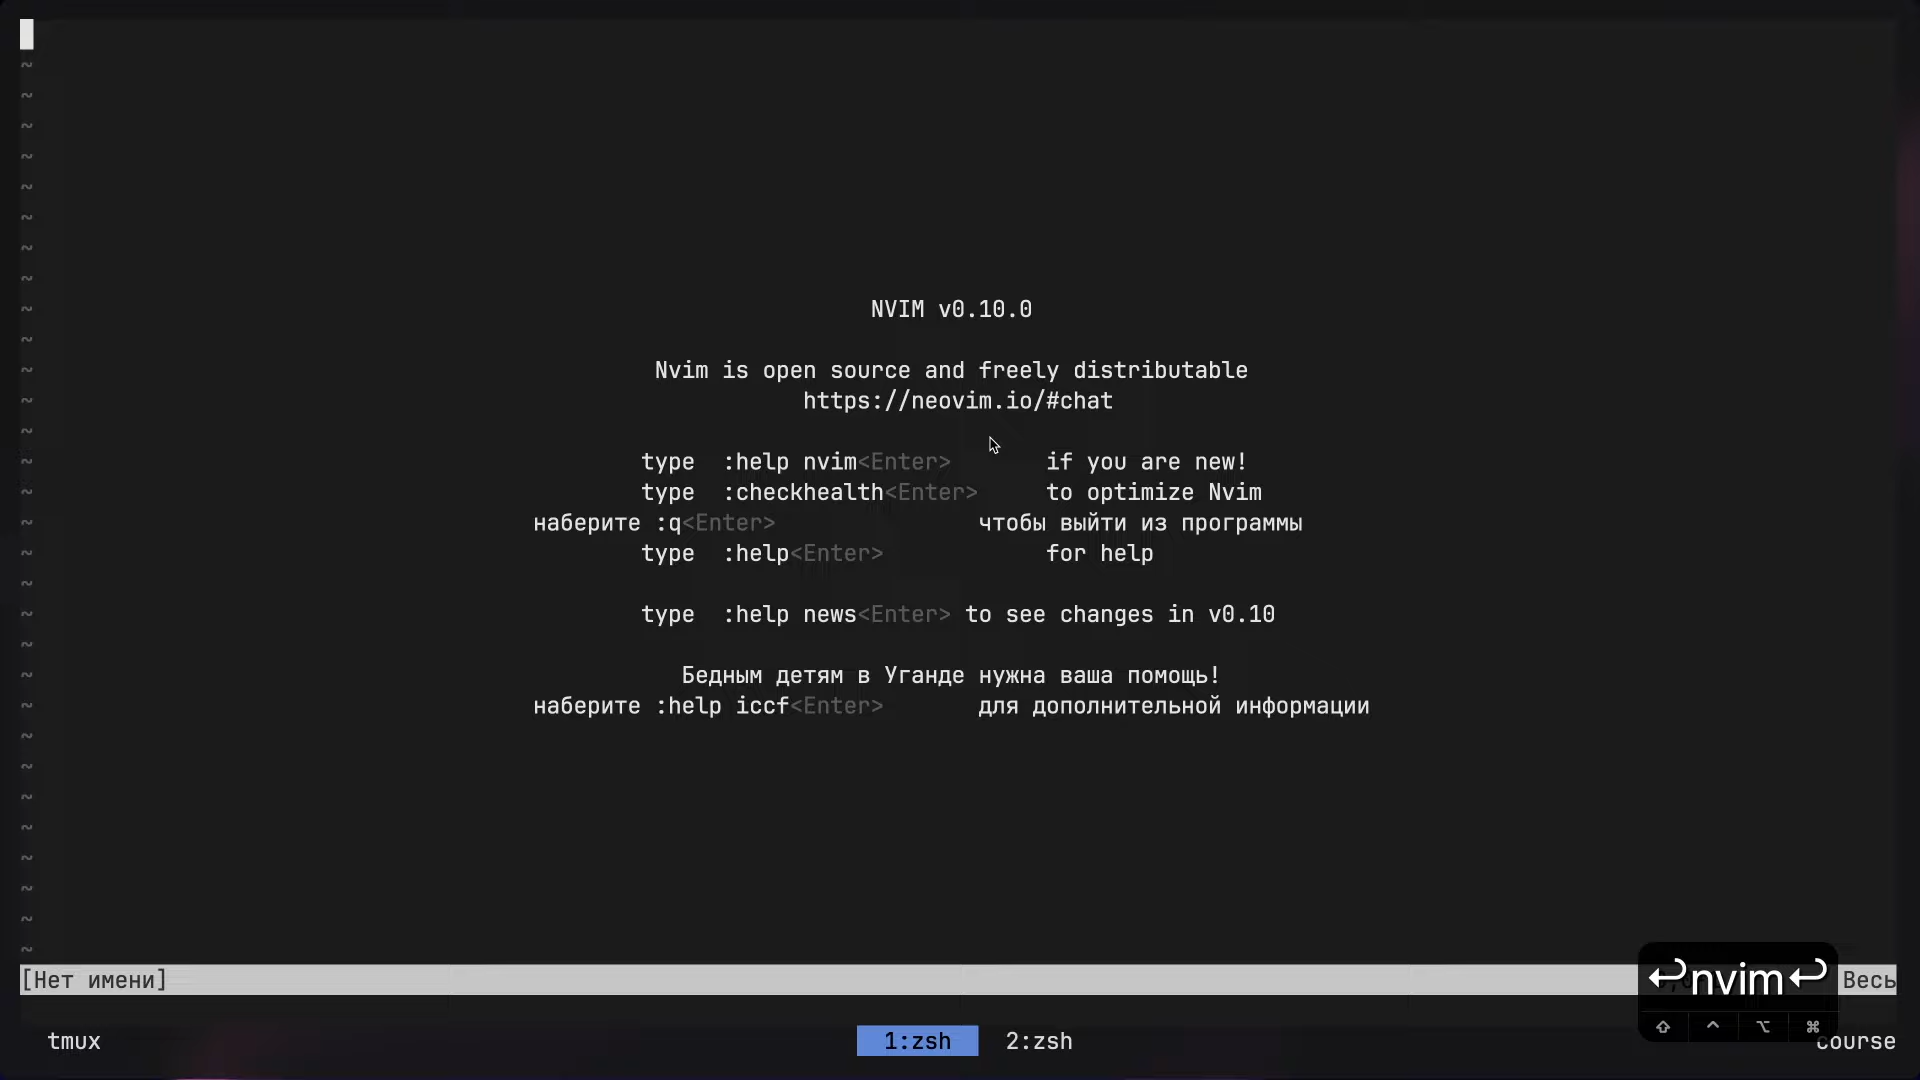 NVIM v0.10.0
Nvim is open source and freely distributable
https://neovim.io/#chat
type :help nvim<Enter> if you are new!
type :checkhealth<Enter> to optimize Nvim
наберите :q<Enter> чтобы выйти из программы
type :help<Enter> for help
type :help news<Enter> to see changes in v0.10
Бедным детям в Уганде нужна ваша помощь!
наберите :help iccf<Enter> для дополнительной информации
[Нет имени] Весь
↩nvim↩
⇧ ^ ⌥ ⌘
tmux 1:zsh 2:zsh course